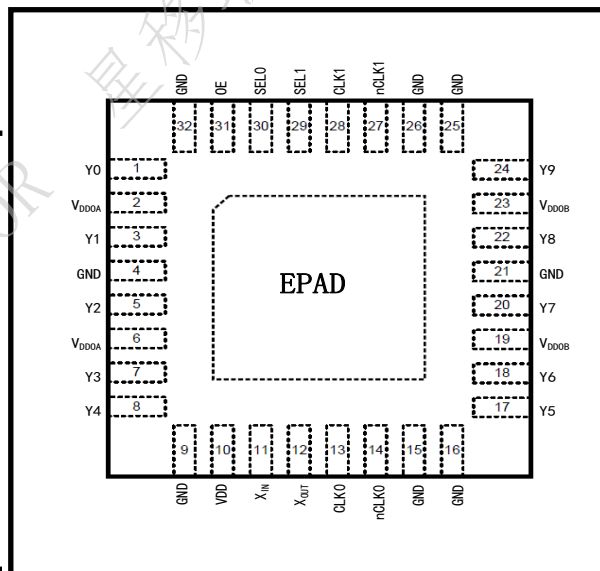 GND OE SEL0 SEL1 CLK1 nCLK1 GND GND
32 31 30 29 28 27 26 25
Y0 1 24 Y9
VDDOA 2 23 VDDOB
Y1 3 22 Y8
GND 4 21 GND
EPAD
Y2 5 20 Y7
VDDOA 6 19 VDDOB
Y3 7 18 Y6
Y4 8 17 Y5
9 10 11 12 13 14 15 16
GND VDD XIN XOUT CLK0 nCLK0 GND GND
星移
OR